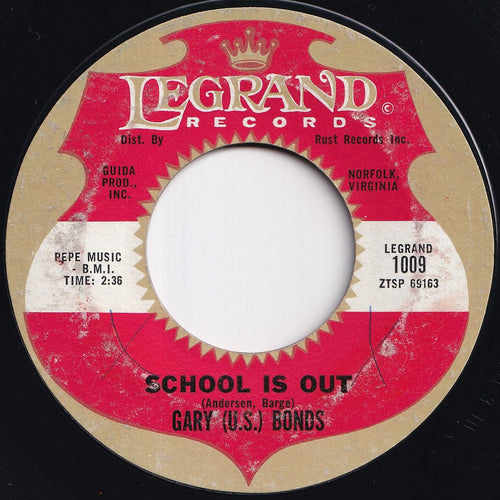 LEGRAND
RECORDS ©
Dist. By Rust Records Inc.
GUIDA
PROD.,
INC.
NORFOLK,
VIRGINIA
PEPE MUSIC
- B.M.I.
TIME: 2:36
LEGRAND
1009
ZTSP 69163
SCHOOL IS OUT
(Andersen, Barge)
GARY (U.S.) BONDS